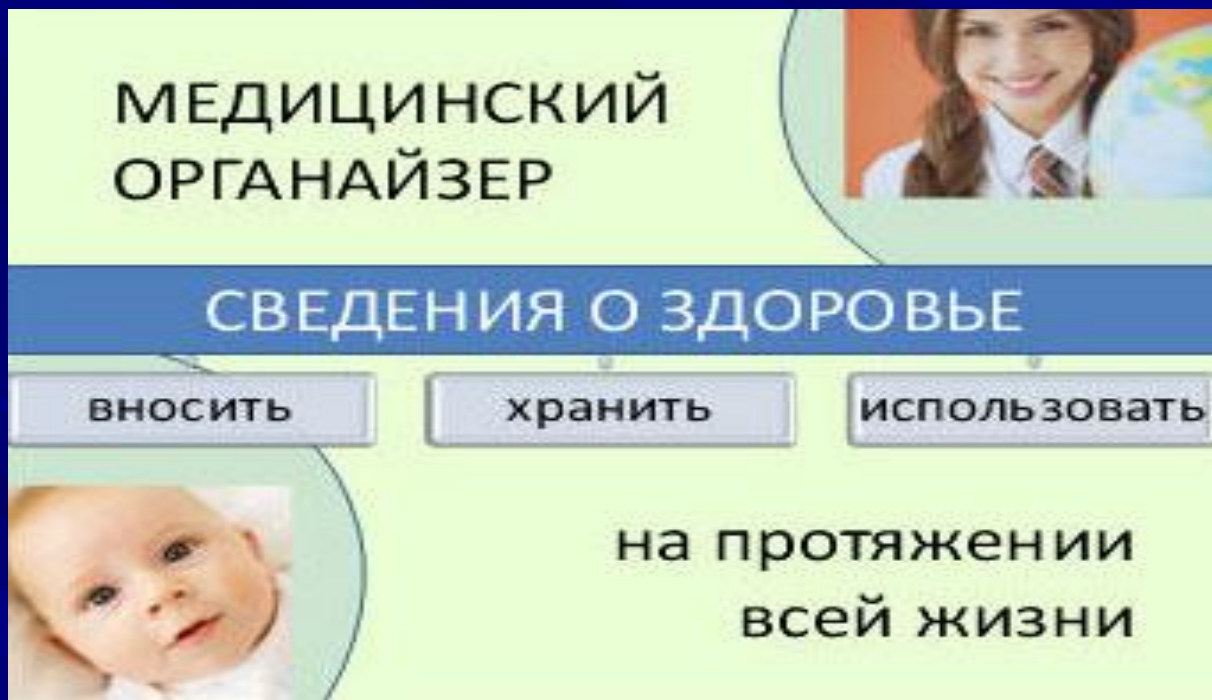 МЕДИЦИНСКИЙ
ОРГАНАЙЗЕР
СВЕДЕНИЯ О ЗДОРОВЬЕ
вносить
хранить
использовать
на протяжении
всей жизни